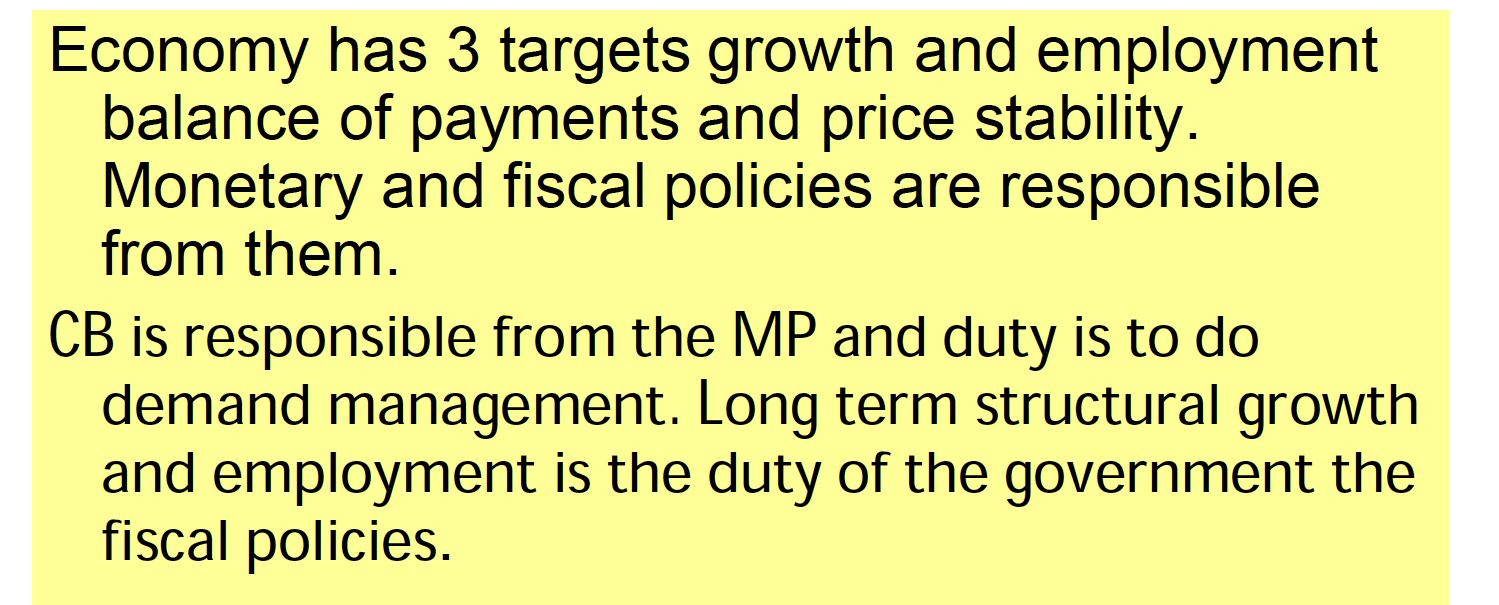 Economy has 3 targets growth and employment
balance of payments and price stability.
Monetary and fiscal policies are responsible
from them.
CB is responsible from the MP and duty is to do
demand management. Long term structural growth
and employment is the duty of the government the
fiscal policies.